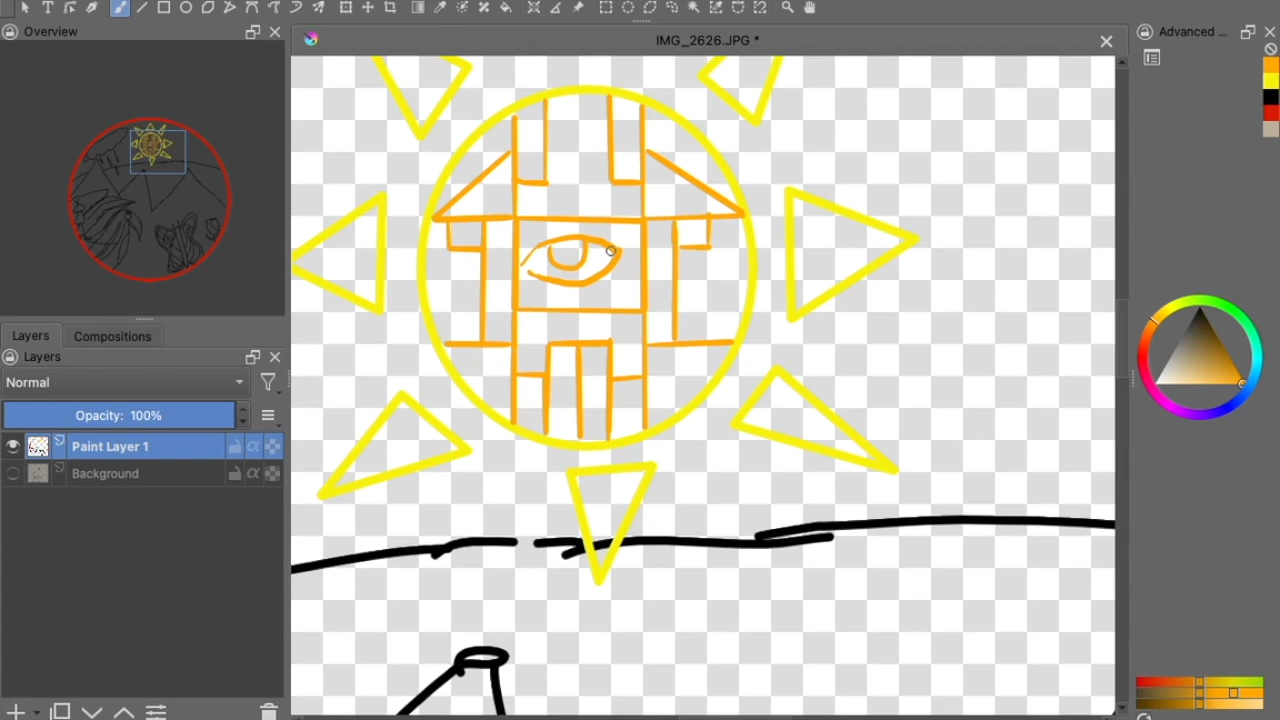 Overview
IMG_2626.JPG *
Advanced ...
Layers
Compositions
Layers
Normal
Opacity: 100%
Paint Layer 1
Background